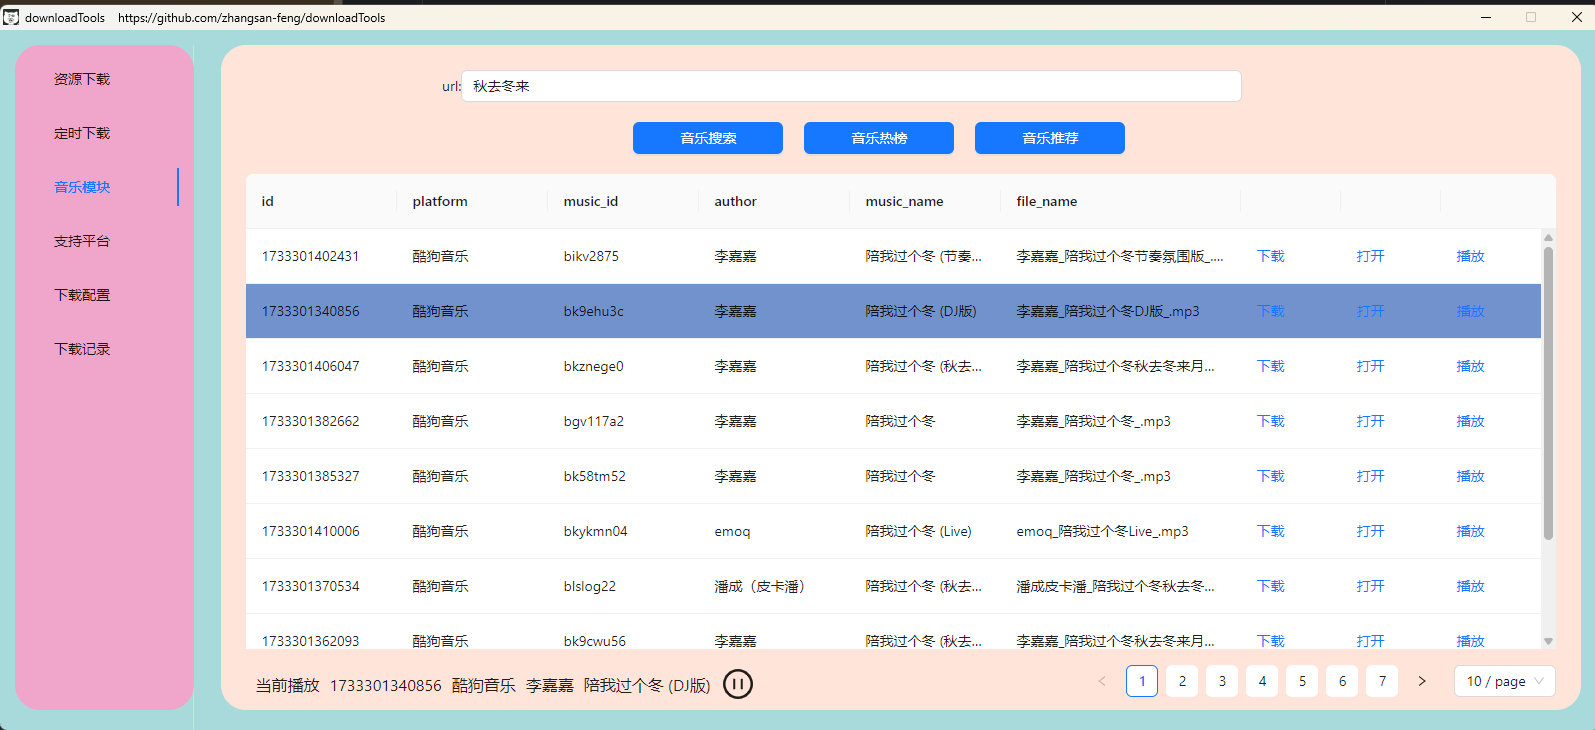 downloadTools https://github.com/zhangsan-feng/downloadTools
资源下载
定时下载
音乐模块
支持平台
下载配置
下载记录
url: 秋去冬来
音乐搜索 音乐热榜 音乐推荐
id platform music_id author music_name file_name
1733301402431 酷狗音乐 bikv2875 李嘉嘉 陪我过个冬 (节奏... 李嘉嘉_陪我过个冬节奏氛围版_.... 下载 打开 播放
1733301340856 酷狗音乐 bk9ehu3c 李嘉嘉 陪我过个冬 (DJ版) 李嘉嘉_陪我过个冬DJ版_.mp3 下载 打开 播放
1733301406047 酷狗音乐 bkznege0 李嘉嘉 陪我过个冬 (秋去... 李嘉嘉_陪我过个冬秋去冬来月... 下载 打开 播放
1733301382662 酷狗音乐 bgv117a2 李嘉嘉 陪我过个冬 李嘉嘉_陪我过个冬_.mp3 下载 打开 播放
1733301385327 酷狗音乐 bk58tm52 李嘉嘉 陪我过个冬 李嘉嘉_陪我过个冬_.mp3 下载 打开 播放
1733301410006 酷狗音乐 bkykmn04 emoq 陪我过个冬 (Live) emoq_陪我过个冬Live_.mp3 下载 打开 播放
1733301370534 酷狗音乐 blslog22 潘成（皮卡潘） 陪我过个冬 (秋去... 潘成皮卡潘_陪我过个冬秋去冬... 下载 打开 播放
1733301362093 酷狗音乐 bk9cwu56 李嘉嘉 陪我过个冬 (秋去... 李嘉嘉_陪我过个冬秋去冬来月... 下载 打开 播放
当前播放 1733301340856 酷狗音乐 李嘉嘉 陪我过个冬 (DJ版) < 1 2 3 4 5 6 7 > 10 / page